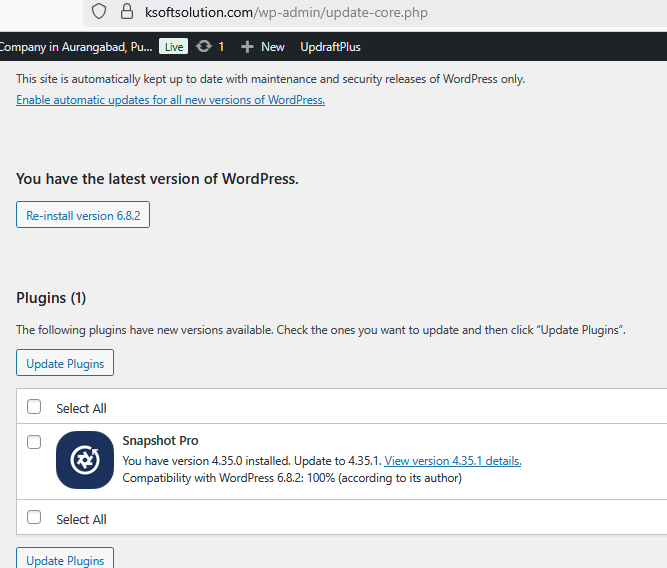 ksoftsolution.com/wp-admin/update-core.php
Company in Aurangabad, Pu... Live 1 New UpdraftPlus
This site is automatically kept up to date with maintenance and security releases of WordPress only.
Enable automatic updates for all new versions of WordPress.
You have the latest version of WordPress.
Re-install version 6.8.2
Plugins (1)
The following plugins have new versions available. Check the ones you want to update and then click “Update Plugins”.
Update Plugins
Select All
Snapshot Pro
You have version 4.35.0 installed. Update to 4.35.1. View version 4.35.1 details.
Compatibility with WordPress 6.8.2: 100% (according to its author)
Select All
Update Plugins